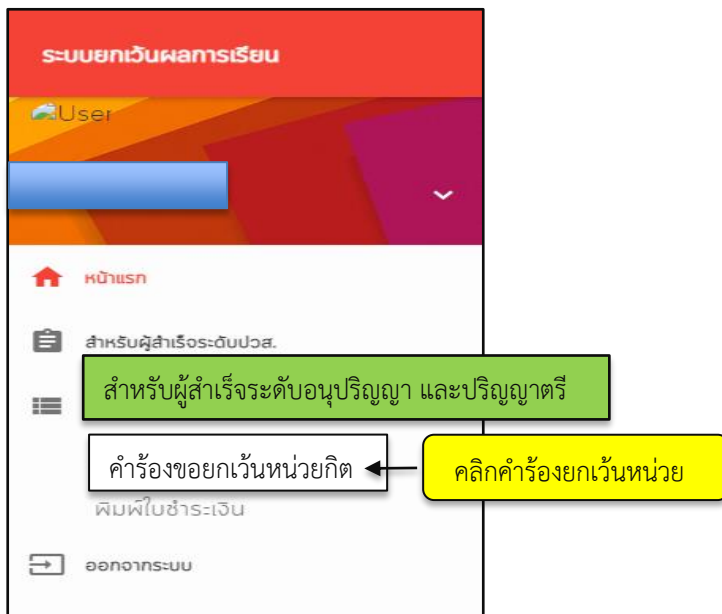 ระบบยกเว้นผลการเรียน
User
หน้าแรก
สำหรับผู้สำเร็จระดับปวส.
สำหรับผู้สำเร็จระดับอนุปริญญา และปริญญาตรี
คำร้องขอยกเว้นหน่วยกิต
คลิกคำร้องยกเว้นหน่วย
พิมพ์ใบชำระเงิน
ออกจากระบบ